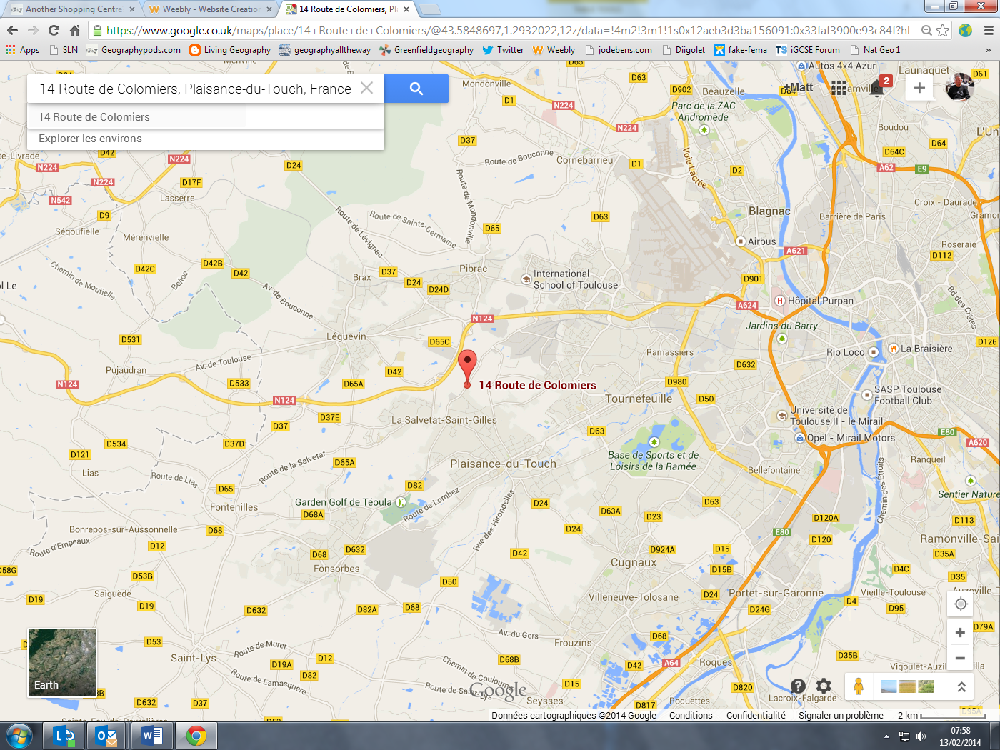 Another Shopping Centre
Weebly - Website Creation
14 Route de Colomiers, Pl
https://www.google.co.uk/maps/place/14+Route+de+Colomiers/@43.5848697,1.2932022,12z/data=!4m2!3m1!1s0x12aeb3d3ba156091:0x33faf3900e93c84f?hl
Apps
SLN
Geographypods.com
Living Geography
geographyalltheway
Greenfieldgeography
Twitter
Weebly
jodebens.com
Diigolet
fake-fema
iGCSE Forum
Nat Geo 1
»
14 Route de Colomiers, Plaisance-du-Touch, France
14 Route de Colomiers
Explorer les environs
+Matt
2
Autos 4x4 Azur
Launaguet
D61
D65
D63
D24
Mondonville
D1
N224
D902
Beauzelle
D64
Parc de la ZAC
Andromède
Boudou
L'Un
N224
D37
D64C
D64
D42
N224
N224
D24
Route de Bouconne
Cornebarrieu
D1
Voie Lactée
D2
A62
E9
N224
D17F
N542
Lasserre
Route de Mondonville
Croix - Daurade
D9
Route de Lévignac
Route de Sainte-Germaine
D63
Blagnac
Barrière de Paris
Gramon
Ségoufielle
Mérenvielle
D65
Airbus
Roseraie
A621
D112
D42C
D42B
D42
Chemin de Moufielle
Brax
D37
Pibrac
International
School of Toulouse
D901
D24
D24D
Av. de Bouconne
A624
Hôpital Purpan
Bd des Crêtes
N124
Jardins du Barry
Léguevin
D531
D65C
Ramassiers
Rio Loco
La Braisière
D126
Av. de Toulouse
Pujaudran
D42
D632
N124
D533
D65A
14 Route de Colomiers
D980
D50
SASP Toulouse
Football Club
N124
Tournefeuille
D37E
La Salvetat-Saint-Gilles
Université de
Toulouse II - le Mirail
D37
D63
E80
D534
D37D
Opel - Mirail Motors
A620
D121
Route de la Salvetat
Base de Sports et de
Loisirs de la Ramée
Rangueil
D65A
Plaisance-du-Touch
Lias
Route de Lias
Bellefontaine
Chemin des Étroits
D65
D82
Sentier Nature
Garden Golf de Téoula
Route de Lombez
Fontenilles
D68A
D24
D63
D63A
D23
D120A
D113
Bonrepos-sur-Aussonnelle
D68
Rue des Hirondelles
D24
E80
D120
Ramonville-Sai
Route d'Empeaux
D12
D68
D632
D42
D924A
D15
D35A
D58G
Fonsorbes
Cugnaux
D15B
D4C
D53B
D50
D35
Saiguède
Villeneuve-Tolosane
D24
Portet-sur-Garonne
Vieille-Toulouse
D19
D19
D632
D82A
D68
D24G
D4
D95
D79A
Av. du Gers
D68
D53
Route de Muret
Frouzins
Saint-Lys
D12
D68B
D42
A64
Roques
D35B
D19A
D82
Route de Lamasquère
Chemin de Couloume
D15
D820
D37
Google
Seysses
Roquettes
Lacroix-Falgarde
D817
D52
D95A
Earth
Données cartographiques ©2014 Google
Conditions
Confidentialité
Signaler un problème
2 km
07:58
13/02/2014